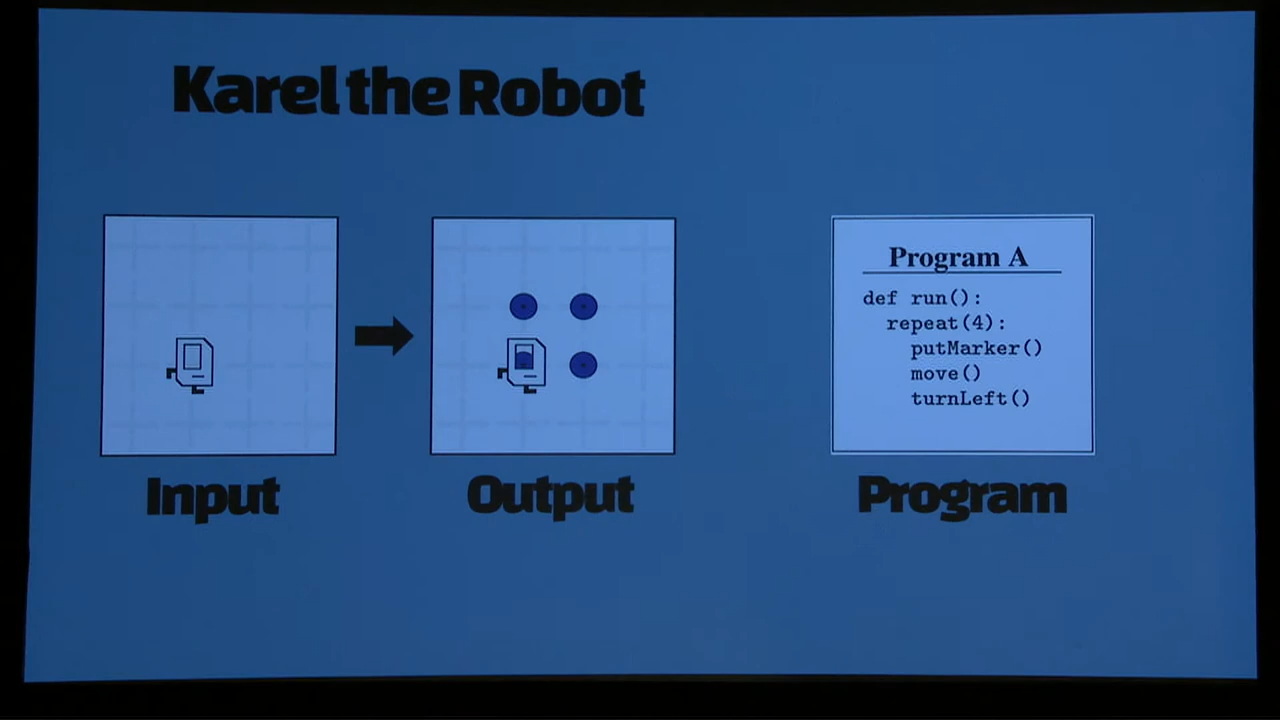 Karel the Robot
Program A
def run():
repeat(4):
putMarker()
move()
turnLeft()
Input
Output
Program